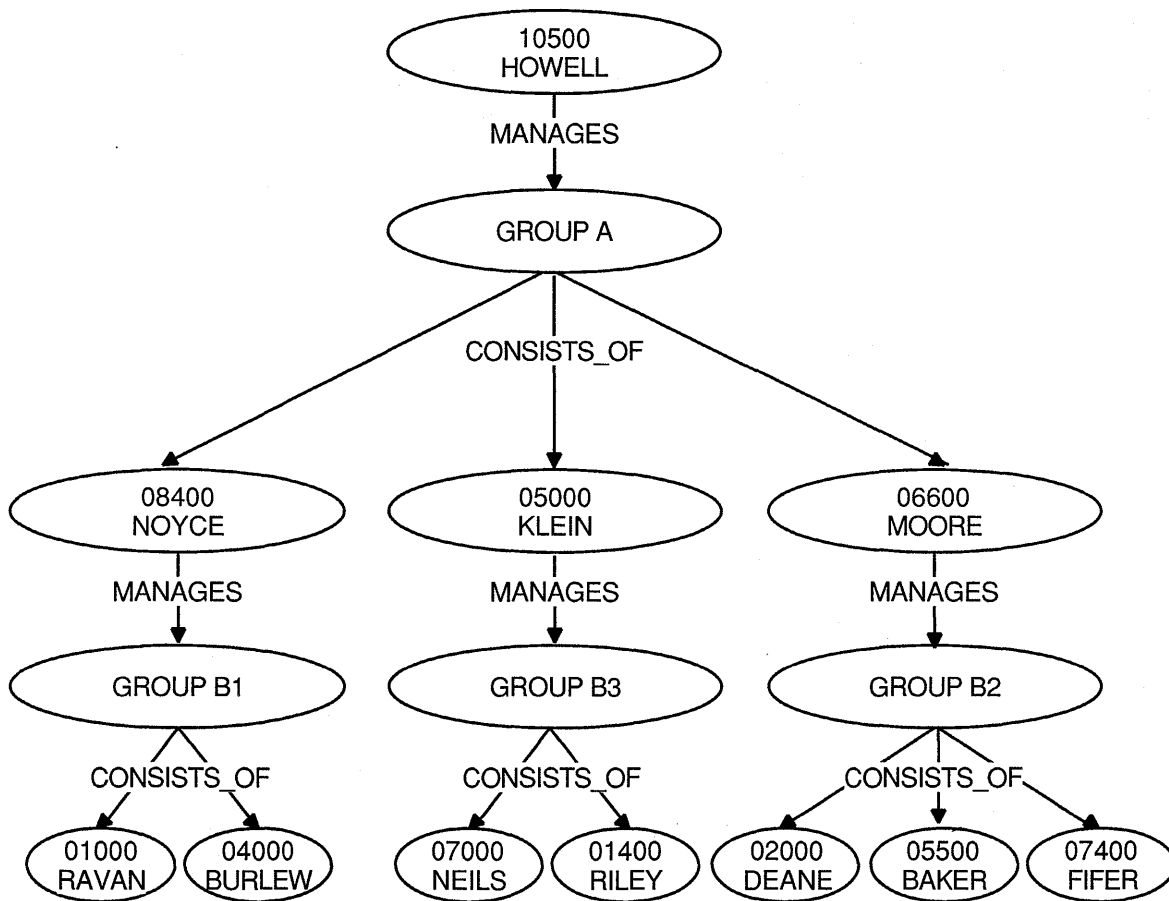 10500
HOWELL
MANAGES
GROUP A
CONSISTS_OF
08400
NOYCE
05000
KLEIN
06600
MOORE
MANAGES
MANAGES
MANAGES
GROUP B1
GROUP B3
GROUP B2
CONSISTS_OF
CONSISTS_OF
CONSISTS_OF
01000
RAVAN
04000
BURLEW
07000
NEILS
01400
RILEY
02000
DEANE
05500
BAKER
07400
FIFER